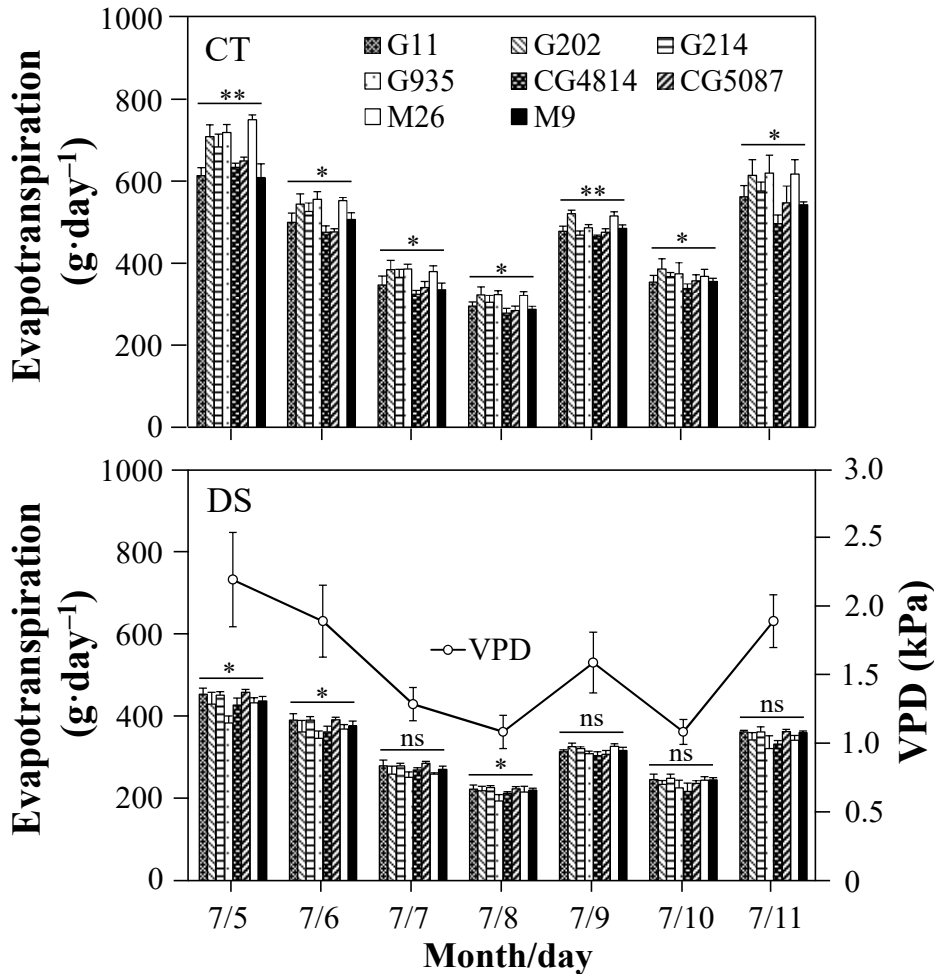 1000
800
600
400
200
0
Evapotranspiration
(g·day⁻¹)
CT
G11 G202 G214
G935 CG4814 CG5087
M26 M9
** * * * ** * *
1000
800
600
400
200
0
Evapotranspiration
(g·day⁻¹)
DS
VPD
* * ns * ns ns ns
3.0
2.5
2.0
1.5
1.0
0.5
0
VPD (kPa)
7/5 7/6 7/7 7/8 7/9 7/10 7/11
Month/day